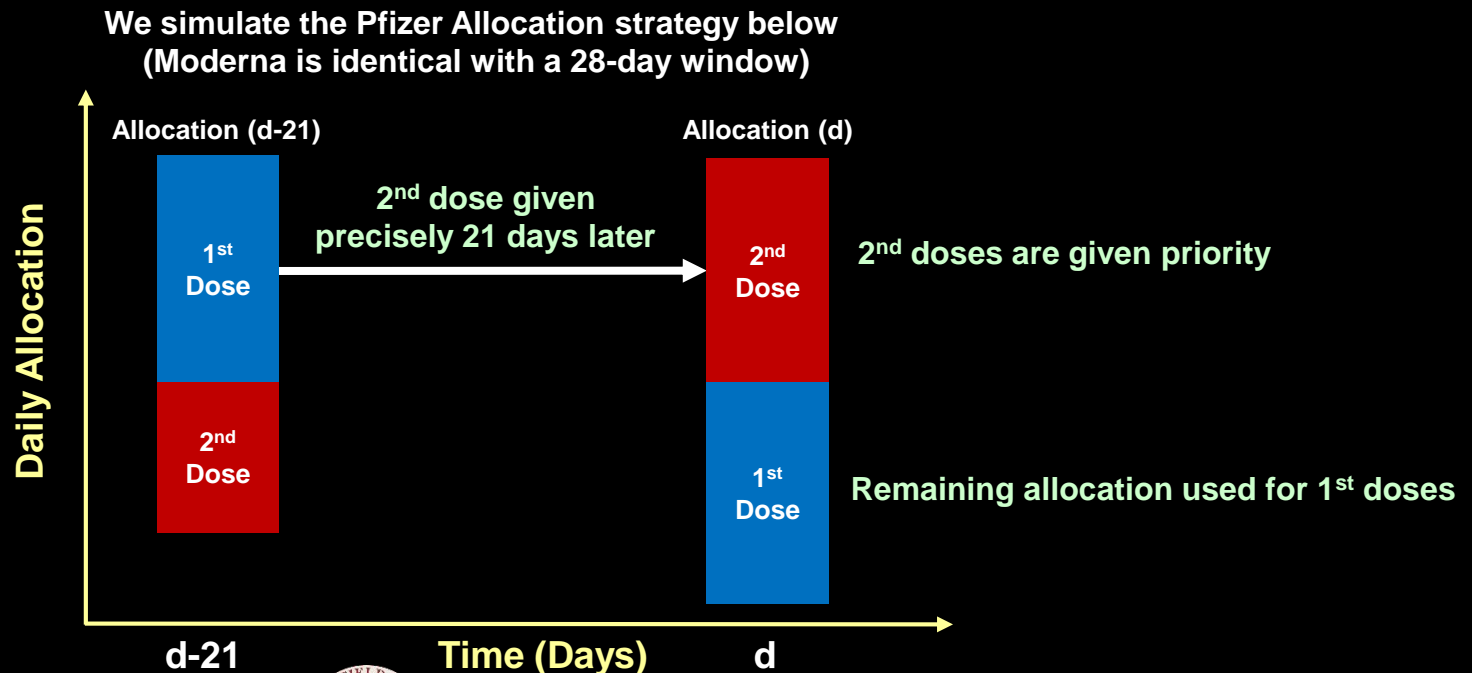 We simulate the Pfizer Allocation strategy below
(Moderna is identical with a 28-day window)
Allocation (d-21)
Allocation (d)
Daily Allocation
1st
Dose
2nd
Dose
2nd dose given
precisely 21 days later
2nd
Dose
1st
Dose
2nd doses are given priority
Remaining allocation used for 1st doses
d-21
Time (Days)
d